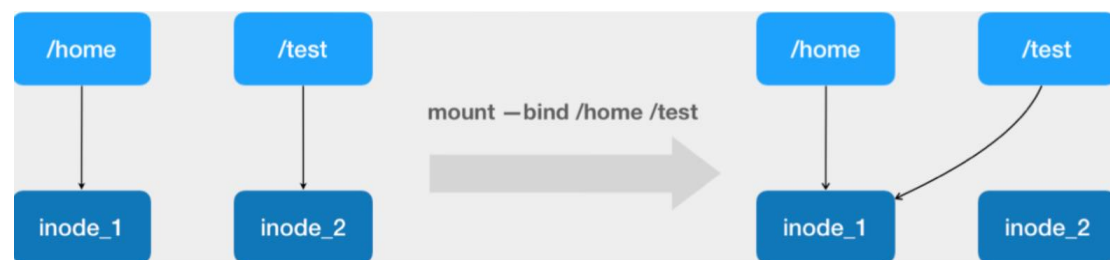 /home
/test
/home
/test
mount —bind /home /test
inode_1
inode_2
inode_1
inode_2